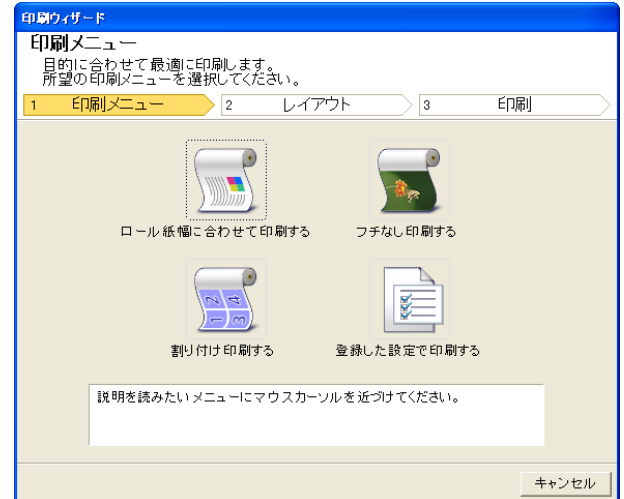 印刷ウィザード
印刷メニュー
目的に合わせて最適に印刷します。
所望の印刷メニューを選択してください。
1 印刷メニュー 2 レイアウト 3 印刷
ロール紙幅に合わせて印刷する フチなし印刷する
1 2 3 4
割り付け印刷する 登録した設定で印刷する
説明を読みたいメニューにマウスカーソルを近づけてください。
キャンセル